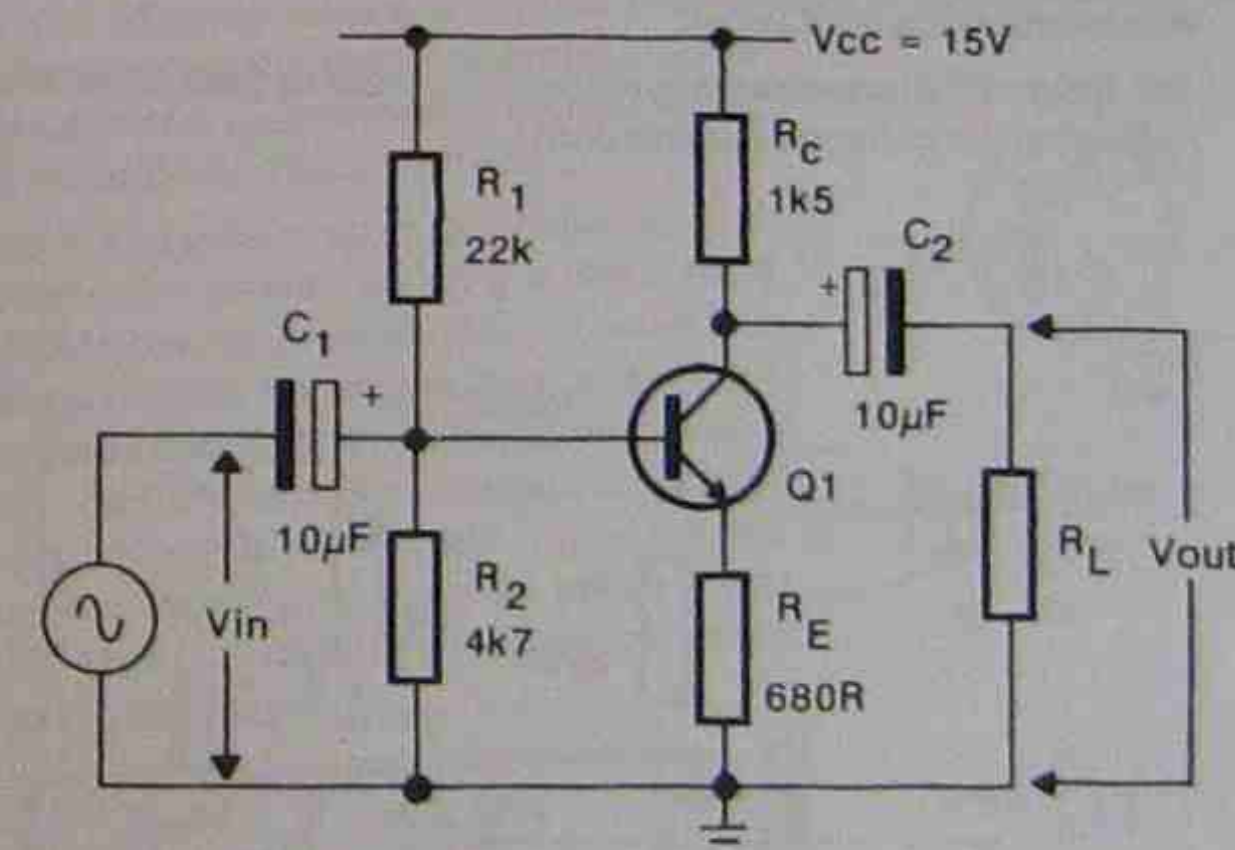 Vcc = 15V
R1
22k
RC
1k5
C1
+
10µF
C2
+
10µF
Q1
Vin
R2
4k7
RE
680R
RL
Vout